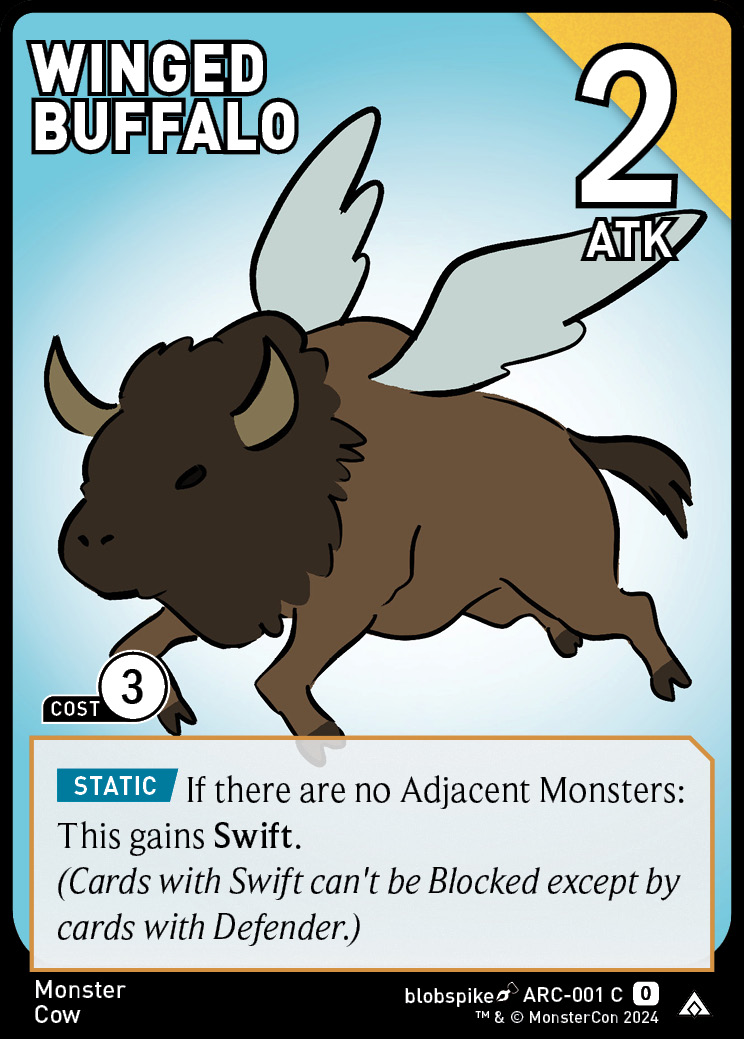 WINGED
BUFFALO
2
ATK
COST 3
STATIC If there are no Adjacent Monsters:
This gains Swift.
(Cards with Swift can't be Blocked except by
cards with Defender.)
Monster
Cow
blobspike ARC-001 C 0
™ & © MonsterCon 2024